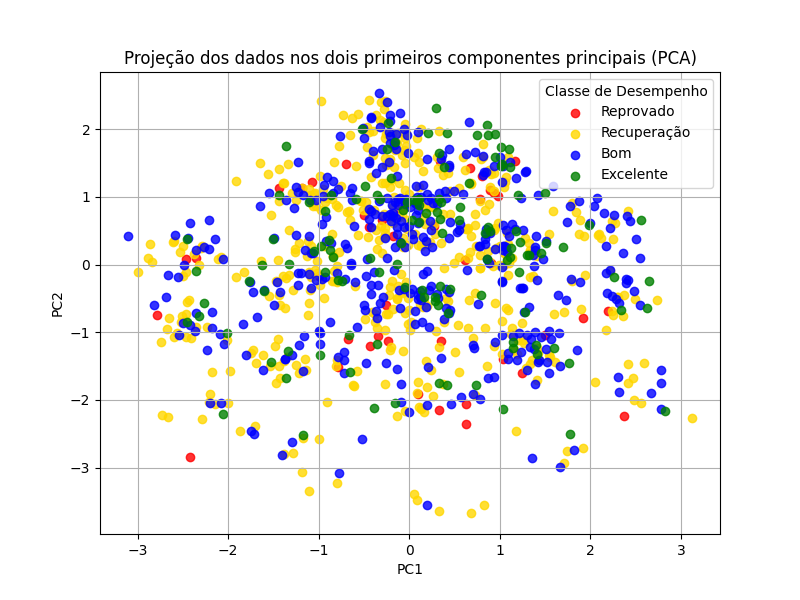 Projeção dos dados nos dois primeiros componentes principais (PCA)
Classe de Desempenho
Reprovado
Recuperação
Bom
Excelente
2
1
0
−1
−2
−3
PC2
−3 −2 −1 0 1 2 3
PC1